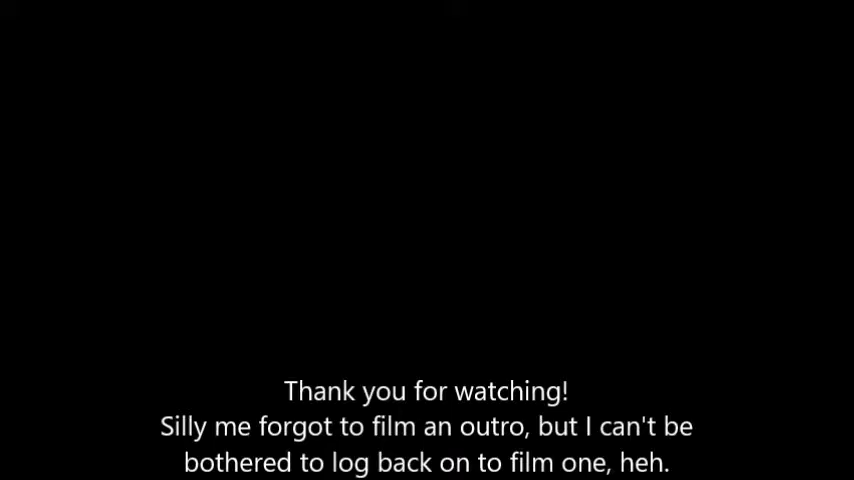 Thank you for watching!
Silly me forgot to film an outro, but I can't be
bothered to log back on to film one, heh.